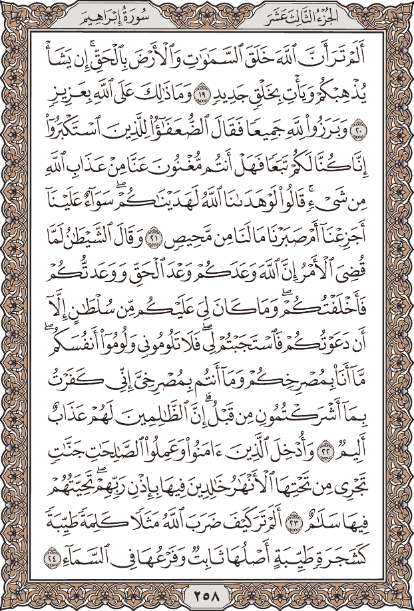 الجزء الثالث عشر سورة إبراهيم
أَلَمْ تَرَ أَنَّ ٱللَّهَ خَلَقَ ٱلسَّمَٰوَٰتِ وَٱلْأَرْضَ بِٱلْحَقِّ ۚ إِن يَشَأْ
يُذْهِبْكُمْ وَيَأْتِ بِخَلْقٍ جَدِيدٍ ١٩ وَمَا ذَٰلِكَ عَلَى ٱللَّهِ بِعَزِيزٍ
٢٠ وَبَرَزُوا۟ لِلَّهِ جَمِيعًا فَقَالَ ٱلضُّعَفَٰٓؤُا۟ لِلَّذِينَ ٱسْتَكْبَرُوٓا۟
إِنَّا كُنَّا لَكُمْ تَبَعًا فَهَلْ أَنتُم مُّغْنُونَ عَنَّا مِنْ عَذَابِ ٱللَّهِ
مِن شَىْءٍ ۚ قَالُوا۟ لَوْ هَدَىٰنَا ٱللَّهُ لَهَدَيْنَٰكُمْ ۖ سَوَآءٌ عَلَيْنَآ
أَجَزِعْنَآ أَمْ صَبَرْنَا مَا لَنَا مِن مَّحِيصٍ ٢١ وَقَالَ ٱلشَّيْطَٰنُ لَمَّا
قُضِىَ ٱلْأَمْرُ إِنَّ ٱللَّهَ وَعَدَكُمْ وَعْدَ ٱلْحَقِّ وَوَعَدتُّكُمْ
فَأَخْلَفْتُكُمْ ۖ وَمَا كَانَ لِىَ عَلَيْكُم مِّن سُلْطَٰنٍ إِلَّآ
أَن دَعَوْتُكُمْ فَٱسْتَجَبْتُمْ لِى ۖ فَلَا تَلُومُونِى وَلُومُوٓا۟ أَنفُسَكُم ۖ
مَّآ أَنَا۠ بِمُصْرِخِكُمْ وَمَآ أَنتُم بِمُصْرِخِىَّ ۖ إِنِّى كَفَرْتُ
بِمَآ أَشْرَكْتُمُونِ مِن قَبْلُ ۗ إِنَّ ٱلظَّٰلِمِينَ لَهُمْ عَذَابٌ
أَلِيمٌ ٢٢ وَأُدْخِلَ ٱلَّذِينَ ءَامَنُوا۟ وَعَمِلُوا۟ ٱلصَّٰلِحَٰتِ جَنَّٰتٍ
تَجْرِى مِن تَحْتِهَا ٱلْأَنْهَٰرُ خَٰلِدِينَ فِيهَا بِإِذْنِ رَبِّهِمْ ۖ تَحِيَّتُهُمْ
فِيهَا سَلَٰمٌ ٢٣ أَلَمْ تَرَ كَيْفَ ضَرَبَ ٱللَّهُ مَثَلًا كَلِمَةً طَيِّبَةً
كَشَجَرَةٍ طَيِّبَةٍ أَصْلُهَا ثَابِتٌ وَفَرْعُهَا فِى ٱلسَّمَآءِ ٢٤
٢٥٨